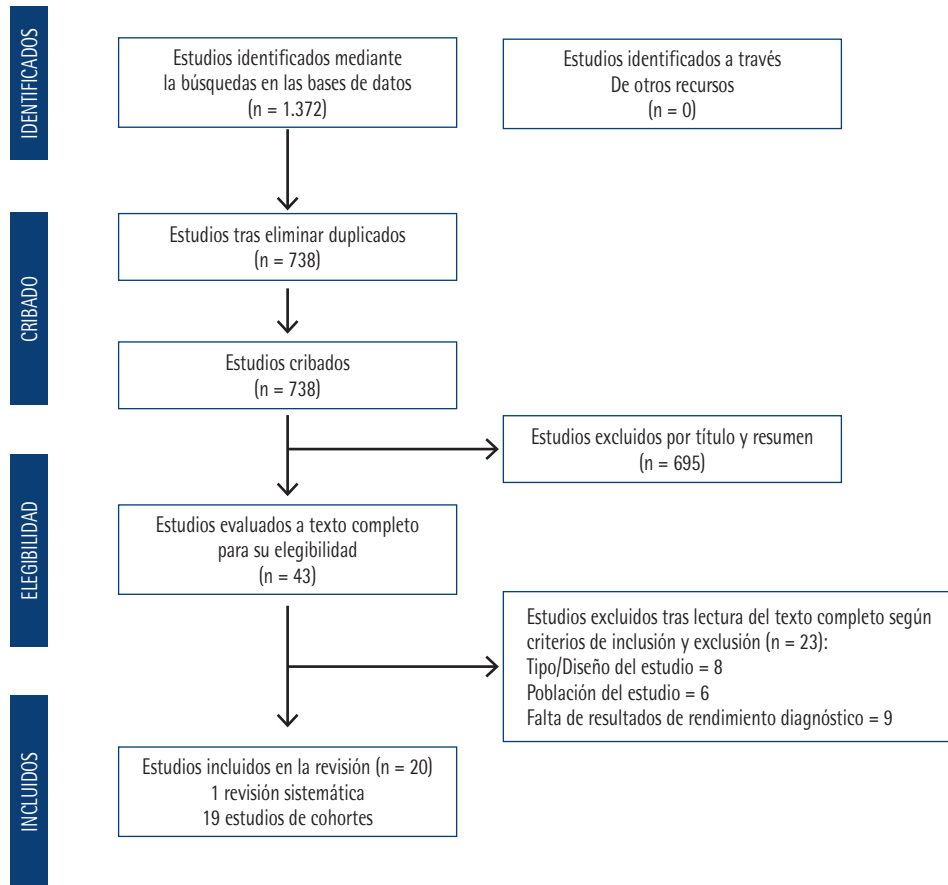 IDENTIFICADOS
Estudios identificados mediante
la búsquedas en las bases de datos
(n = 1.372)
Estudios identificados a través
De otros recursos
(n = 0)
CRIBADO
Estudios tras eliminar duplicados
(n = 738)
Estudios cribados
(n = 738)
Estudios excluidos por título y resumen
(n = 695)
ELEGIBILIDAD
Estudios evaluados a texto completo
para su elegibilidad
(n = 43)
Estudios excluidos tras lectura del texto completo según
criterios de inclusión y exclusión (n = 23):
Tipo/Diseño del estudio = 8
Población del estudio = 6
Falta de resultados de rendimiento diagnóstico = 9
INCLUIDOS
Estudios incluidos en la revisión (n = 20)
1 revisión sistemática
19 estudios de cohortes